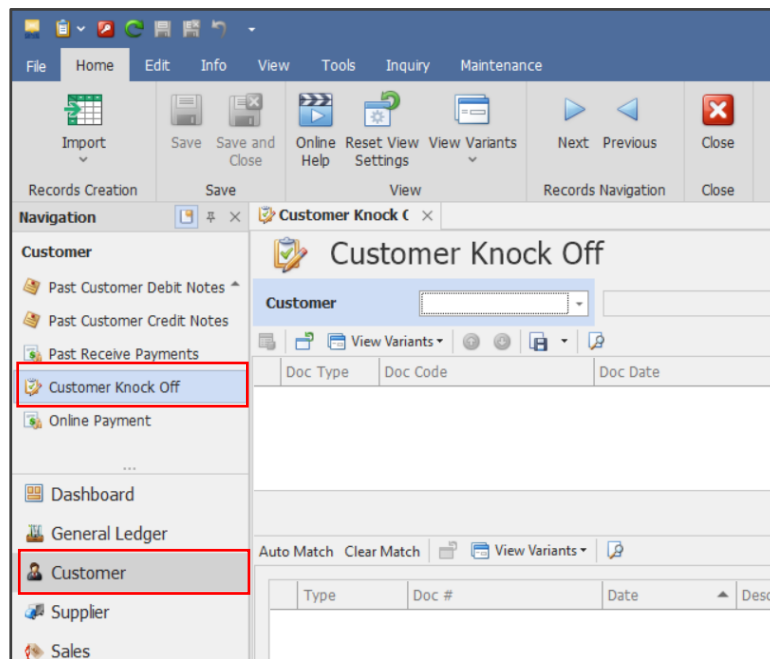 File Home Edit Info View Tools Inquiry Maintenance
Import Save Save and Close Online Help Reset View Settings View Variants Next Previous Close
Records Creation Save View Records Navigation Close
Navigation
Customer Knock
Customer
Customer Knock Off
Past Customer Debit Notes
Customer
Past Customer Credit Notes
View Variants
Past Receive Payments
Doc Type Doc Code Doc Date
Customer Knock Off
Online Payment
...
Dashboard
General Ledger
Auto Match Clear Match View Variants
Customer
Type Doc # Date
Supplier
Sales